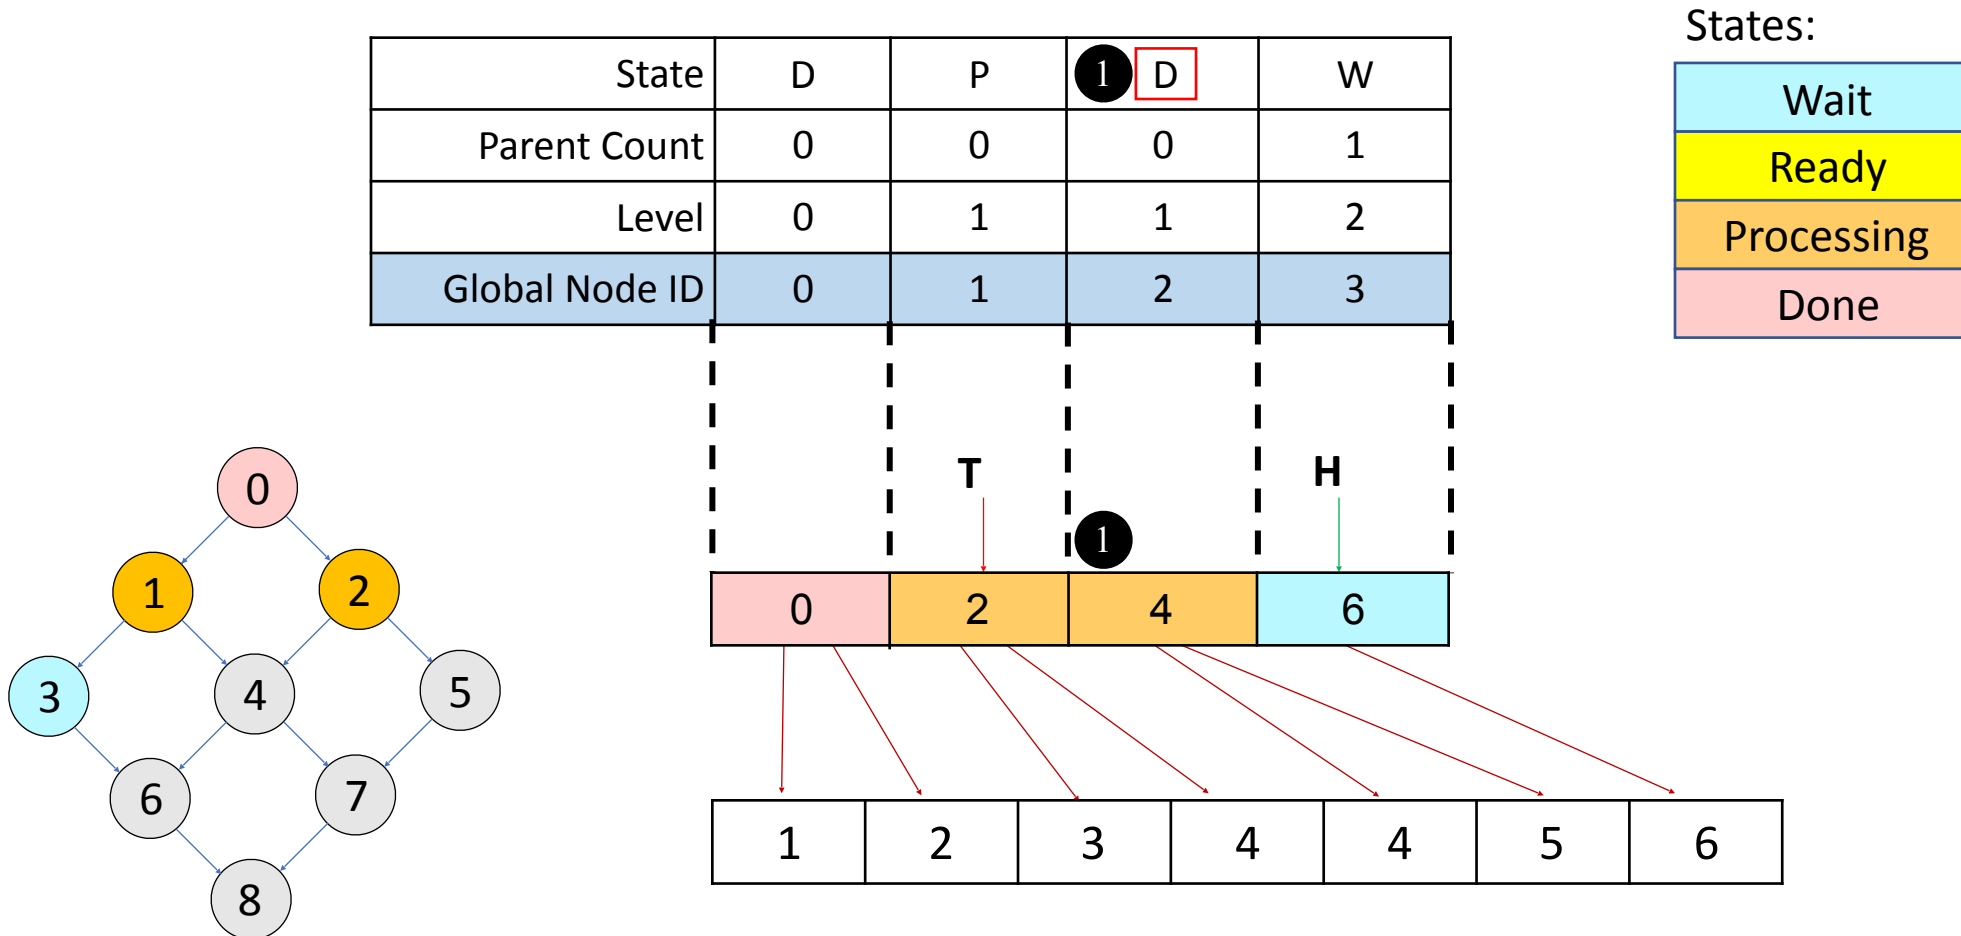 States:
State D P 1 D W
Parent Count 0 0 0 1
Level 0 1 1 2
Global Node ID 0 1 2 3
Wait
Ready
Processing
Done
T H
1
0 2 4 6
1 2 3 4 4 5 6
0
1 2
3 4 5
6 7
8